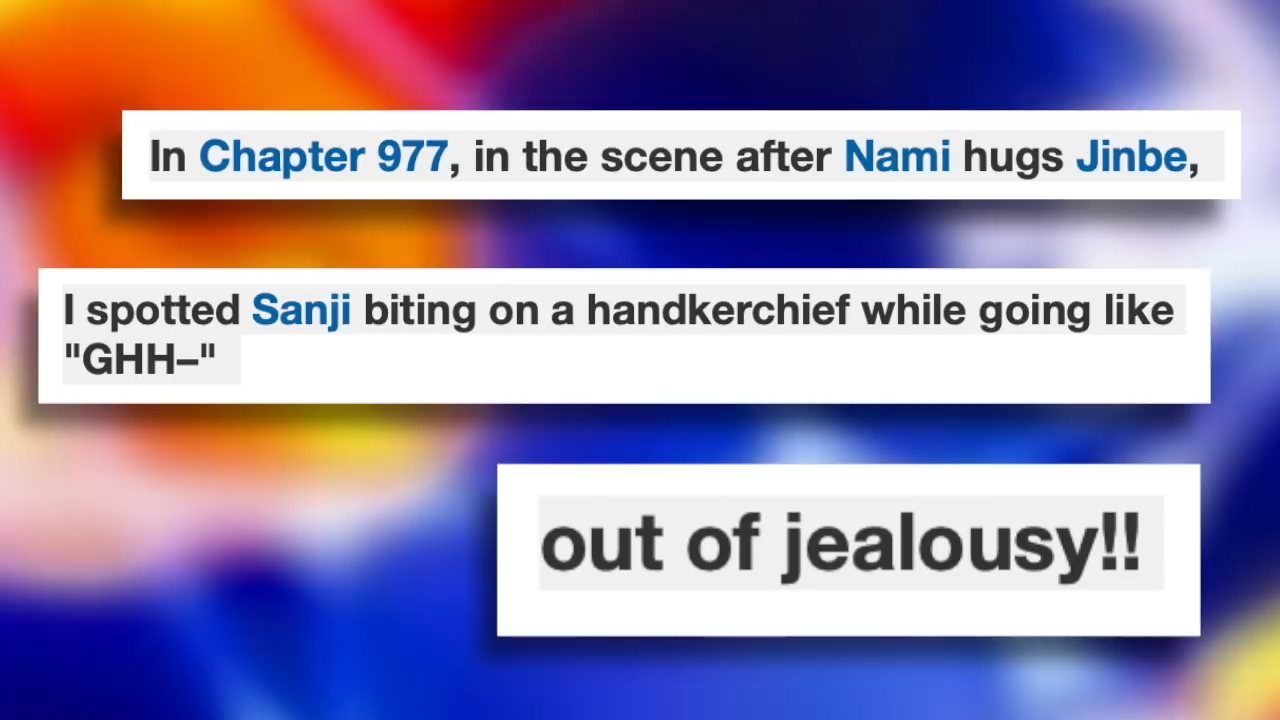 In Chapter 977, in the scene after Nami hugs Jinbe,
I spotted Sanji biting on a handkerchief while going like
"GHH–"
out of jealousy!!